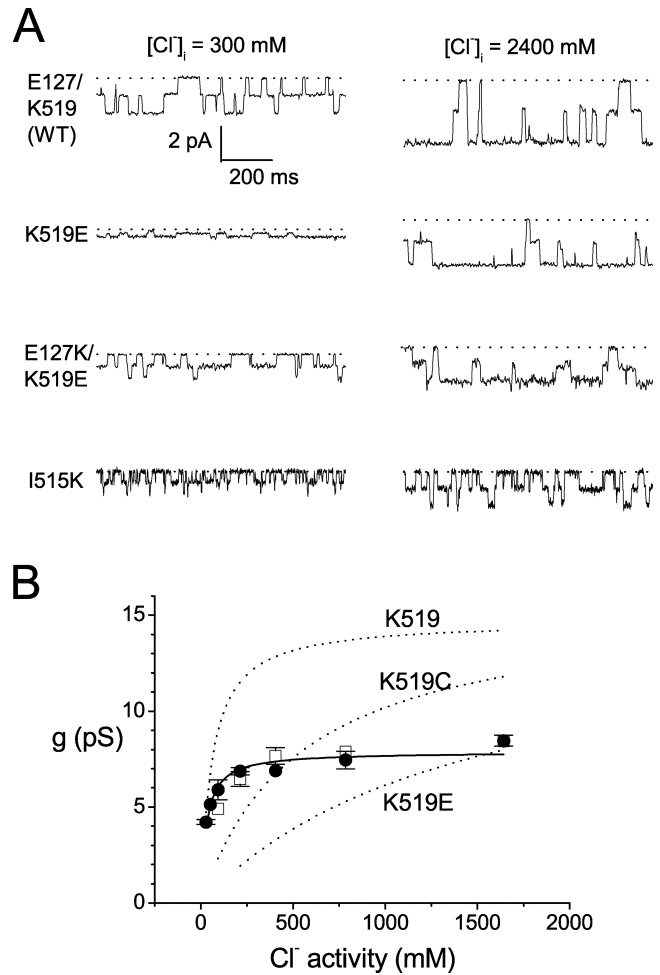 A
[Cl⁻]ᵢ = 300 mM
[Cl⁻]ᵢ = 2400 mM
E127/
K519
(WT)
2 pA
200 ms
K519E
E127K/
K519E
I515K
B
15
10
5
0
g (pS)
K519
K519C
K519E
0
500
1000
1500
2000
Cl⁻ activity (mM)